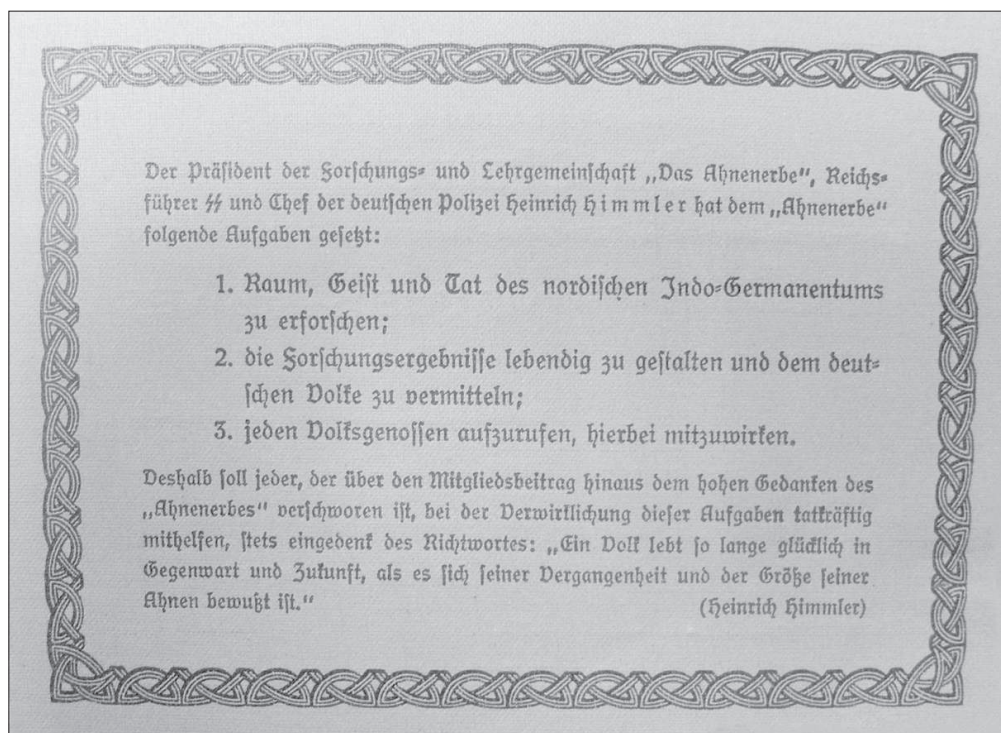 Der Präsident der Forschungs- und Lehrgemeinschaft „Das Ahnenerbe“, Reichs-
führer ᛋᛋ und Chef der deutschen Polizei Heinrich Himmler hat dem „Ahnenerbe“
folgende Aufgaben gesetzt:
1. Raum, Geist und Tat des nordischen Indo-Germanentums
zu erforschen;
2. die Forschungsergebnisse lebendig zu gestalten und dem deut-
schen Volke zu vermitteln;
3. jeden Volksgenossen aufzurufen, hierbei mitzuwirken.
Deshalb soll jeder, der über den Mitgliedsbeitrag hinaus dem hohen Gedanken des
„Ahnenerbes“ verschworen ist, bei der Verwirklichung dieser Aufgaben tatkräftig
mithelfen, stets eingedenk des Richtwortes: „Ein Volk lebt so lange glücklich in
Gegenwart und Zukunft, als es sich seiner Vergangenheit und der Größe seiner
Ahnen bewußt ist.“ (Heinrich Himmler)